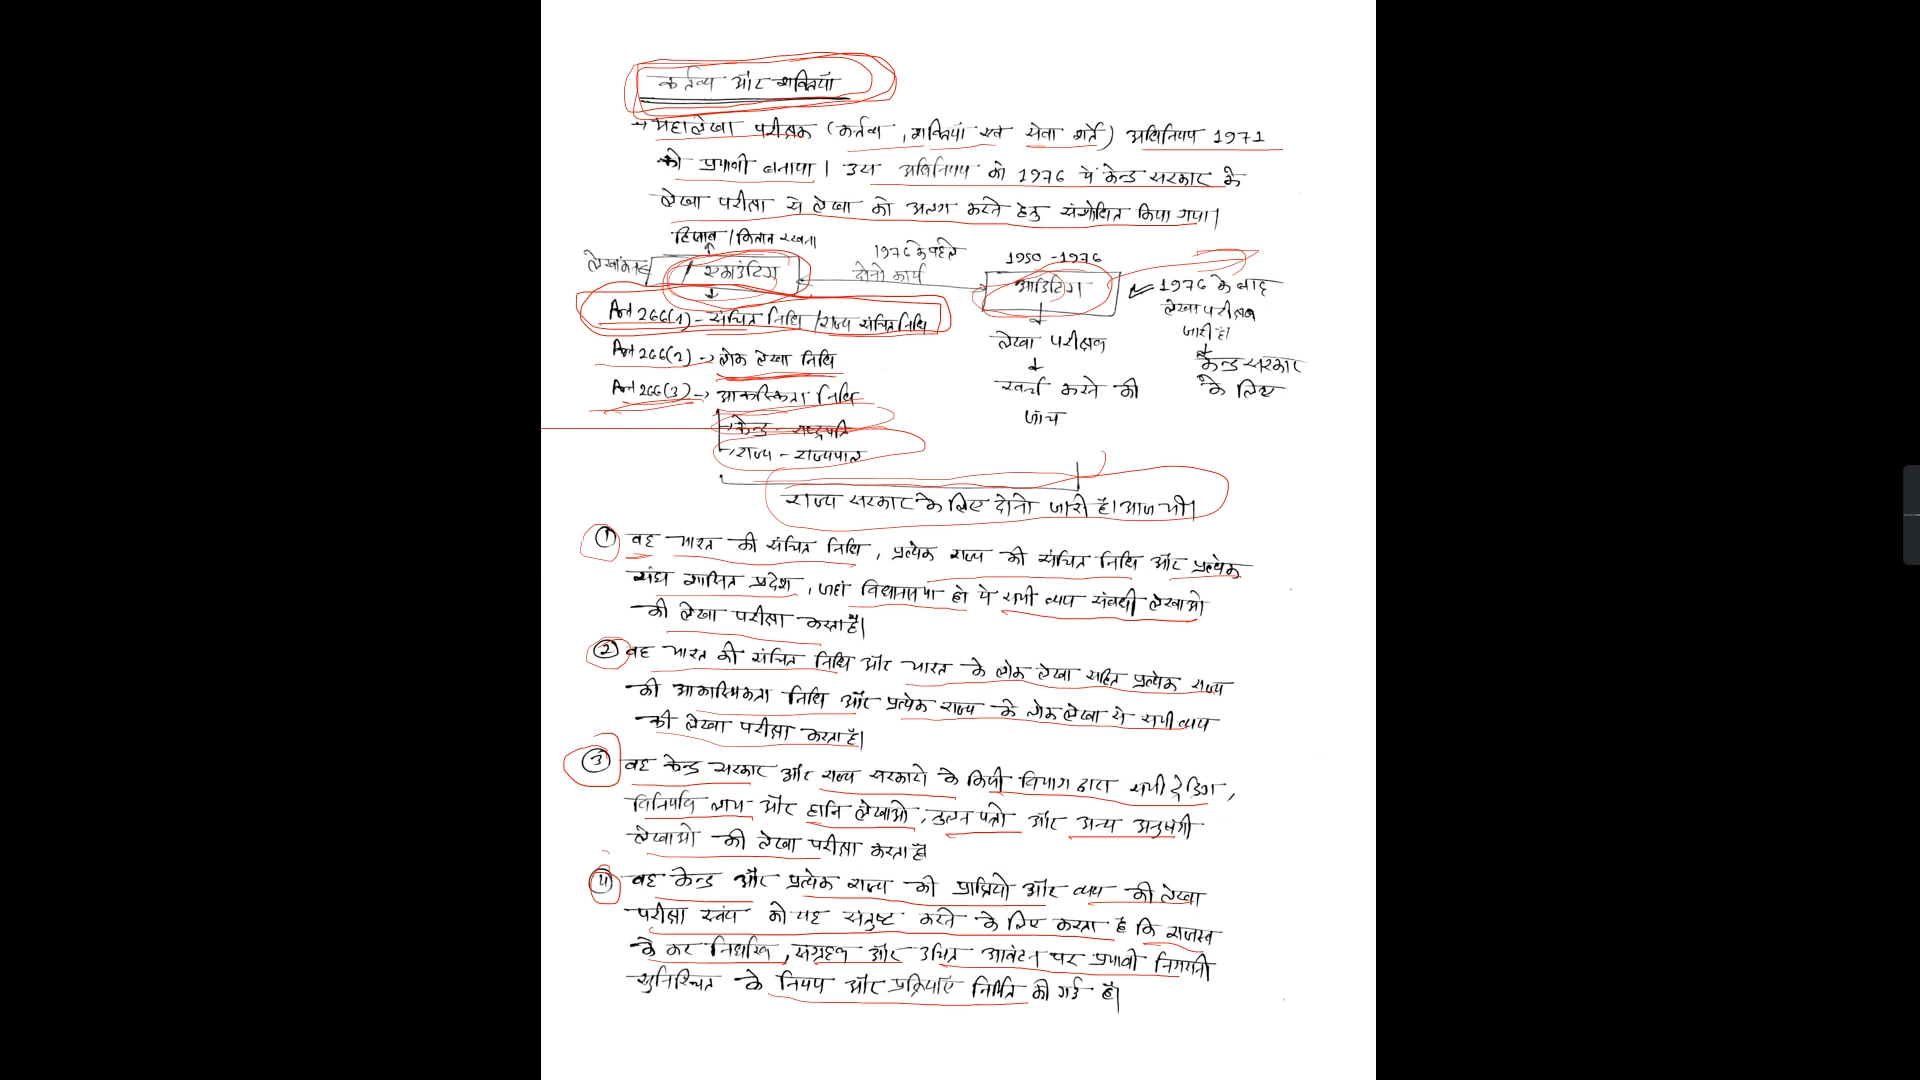 कर्तव्य और शक्तियाँ
→ महालेखा परीक्षक (कर्तव्य, शक्तियाँ एवं सेवा शर्तें) अधिनियम 1971
को प्रभावी बनाया। उस अधिनियम को 1976 में केन्द्र सरकार के
लेखा परीक्षा से लेखा को अलग करने हेतु संशोधित किया गया।
हिसाब / किताब रखना
1976 के पहले
दोनो कार्य
1950 - 1976
लेखांकन
एकाउंटिंग
आडिटिंग
1976 के बाद
लेखा परीक्षक
जारी है।
केन्द्र सरकार
के लिए
Art 266(1) - संचित निधि / राज्य संचित निधि
Art 266(2) → लोक लेखा निधि
Art 266(3) → आकस्मिकता निधि
→ केन्द्र - राष्ट्रपति
→ राज्य - राज्यपाल
लेखा परीक्षक
खर्च करने की
जांच
राज्य सरकार के लिए दोनो जारी है। आज भी।
① वह भारत की संचित निधि, प्रत्येक राज्य की संचित निधि और प्रत्येक
संघ शासित प्रदेश, जहां विधानसभा हो से सभी व्यय संबंधी लेखाओ
की लेखा परीक्षा करता है।
② वह भारत की संचित निधि और भारत के लोक लेखा सहित प्रत्येक राज्य
की आकास्मिकता निधि और प्रत्येक राज्य के लोक लेखा से सभी व्यय
की लेखा परीक्षा करता है।
③ वह केन्द्र सरकार और राज्य सरकारो के किसी विभाग द्वारा सभी ट्रेडिंग,
विनिर्माण लाभ और हानि लेखाओ, तुलन पत्रो और अन्य अनुषंगी
लेखाओ की लेखा परीक्षा करता है।
④ वह केन्द्र और प्रत्येक राज्य की प्राप्तियो और व्यय की लेखा
परीक्षा स्वंय को यह संतुष्ट करने के लिए करता है कि राजस्व
के कर निर्धारण, संग्रहण और उचित आवंटन पर प्रभावी निगरानी
सुनिश्चित के नियम और प्रक्रियाँए निर्मित की गई है।